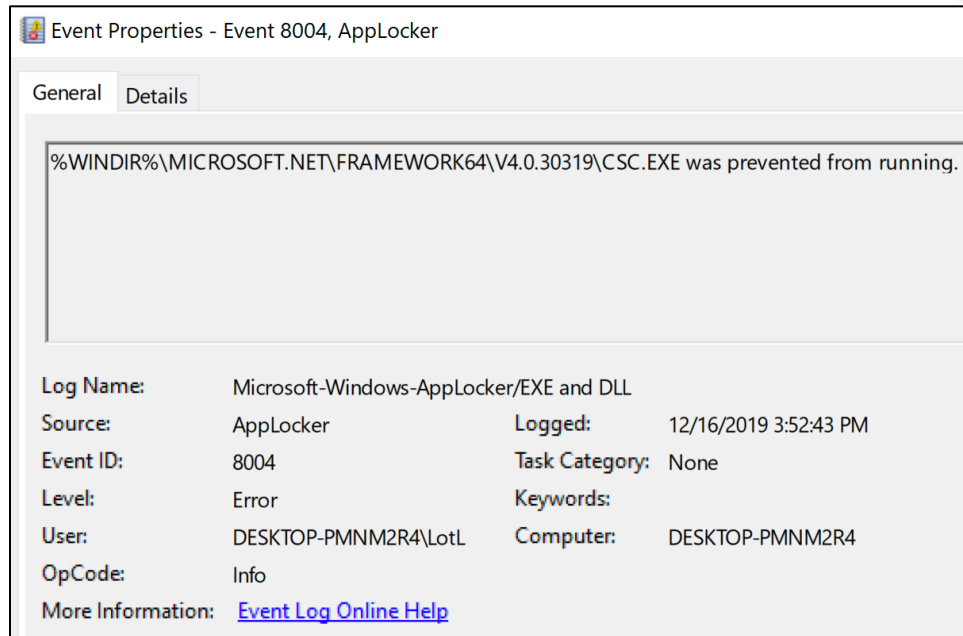 Event Properties - Event 8004, AppLocker
General Details
%WINDIR%\MICROSOFT.NET\FRAMEWORK64\V4.0.30319\CSC.EXE was prevented from running.
Log Name: Microsoft-Windows-AppLocker/EXE and DLL
Source: AppLocker Logged: 12/16/2019 3:52:43 PM
Event ID: 8004 Task Category: None
Level: Error Keywords:
User: DESKTOP-PMNM2R4\LotL Computer: DESKTOP-PMNM2R4
OpCode: Info
More Information: Event Log Online Help